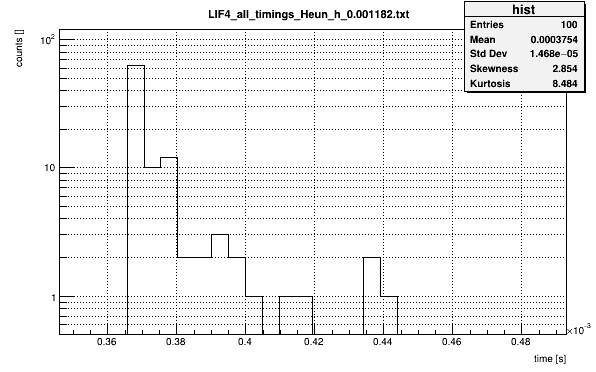 LIF4_all_timings_Heun_h_0.001182.txt
hist
Entries 100
Mean 0.0003754
Std Dev 1.468e−05
Skewness 2.854
Kurtosis 8.484
counts []
10²
10
1
0.36 0.38 0.4 0.42 0.44 0.46 0.48
×10⁻³
time [s]